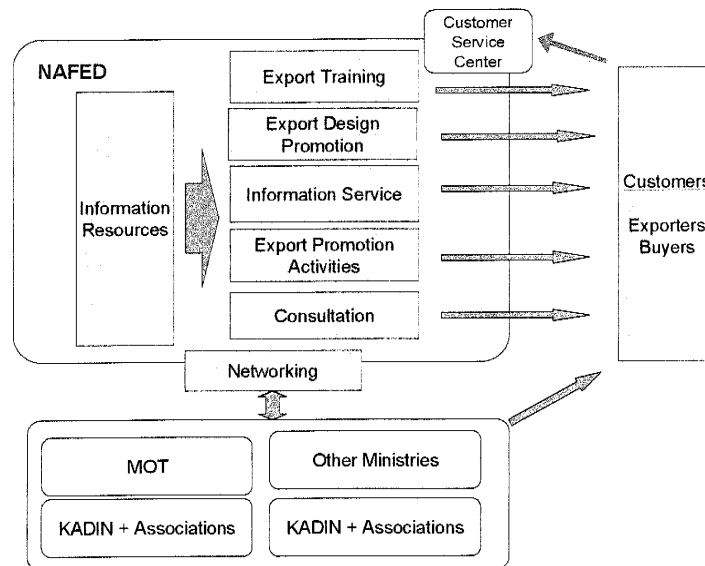 Customer
Service
Center
NAFED
Export Training
Export Design
Promotion
Information
Resources
Information Service
Customers
Exporters
Buyers
Export Promotion
Activities
Consultation
Networking
MOT
Other Ministries
KADIN + Associations
KADIN + Associations